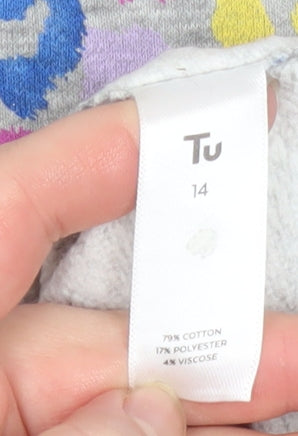 Tu
14
79% COTTON
17% POLYESTER
4% VISCOSE